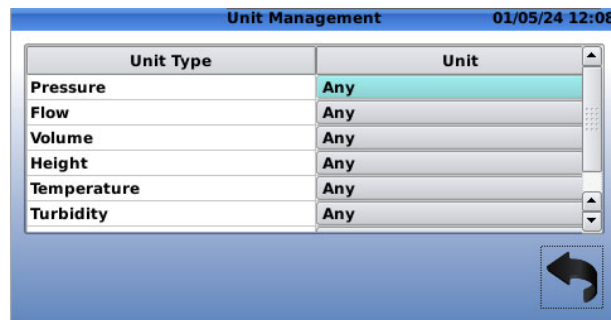 Unit Management 01/05/24 12:08
Unit Type Unit
Pressure Any
Flow Any
Volume Any
Height Any
Temperature Any
Turbidity Any